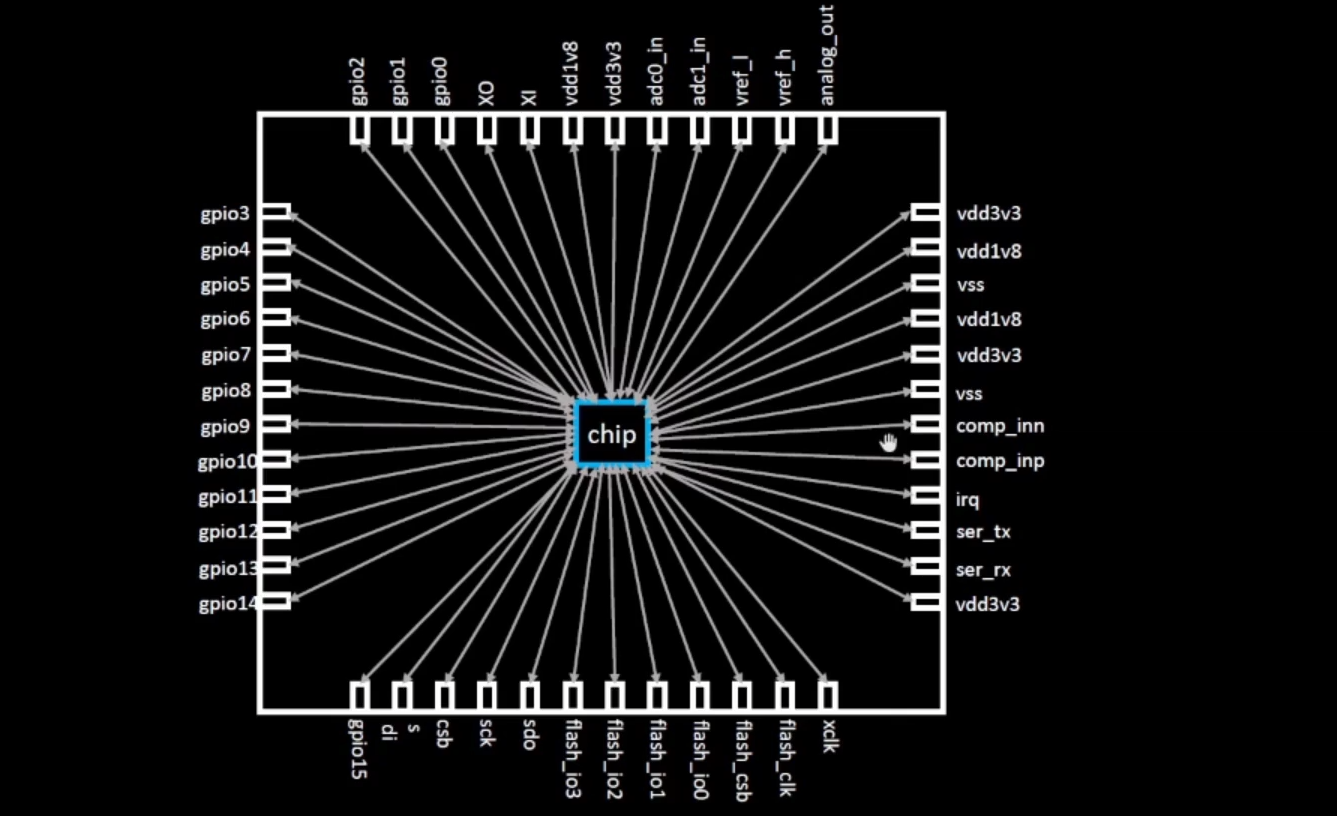 gpio2
gpio1
gpio0
XO
XI
vdd1v8
vdd3v3
adc0_in
adc1_in
vref_l
vref_h
analog_out
gpio3
gpio4
gpio5
gpio6
gpio7
gpio8
gpio9
gpio10
gpio11
gpio12
gpio13
gpio14
chip
vdd3v3
vdd1v8
vss
vdd1v8
vdd3v3
vss
comp_inn
comp_inp
irq
ser_tx
ser_rx
vdd3v3
gpio15
s
di
csb
sck
sdo
flash_io3
flash_io2
flash_io1
flash_io0
flash_csb
flash_clk
xclk